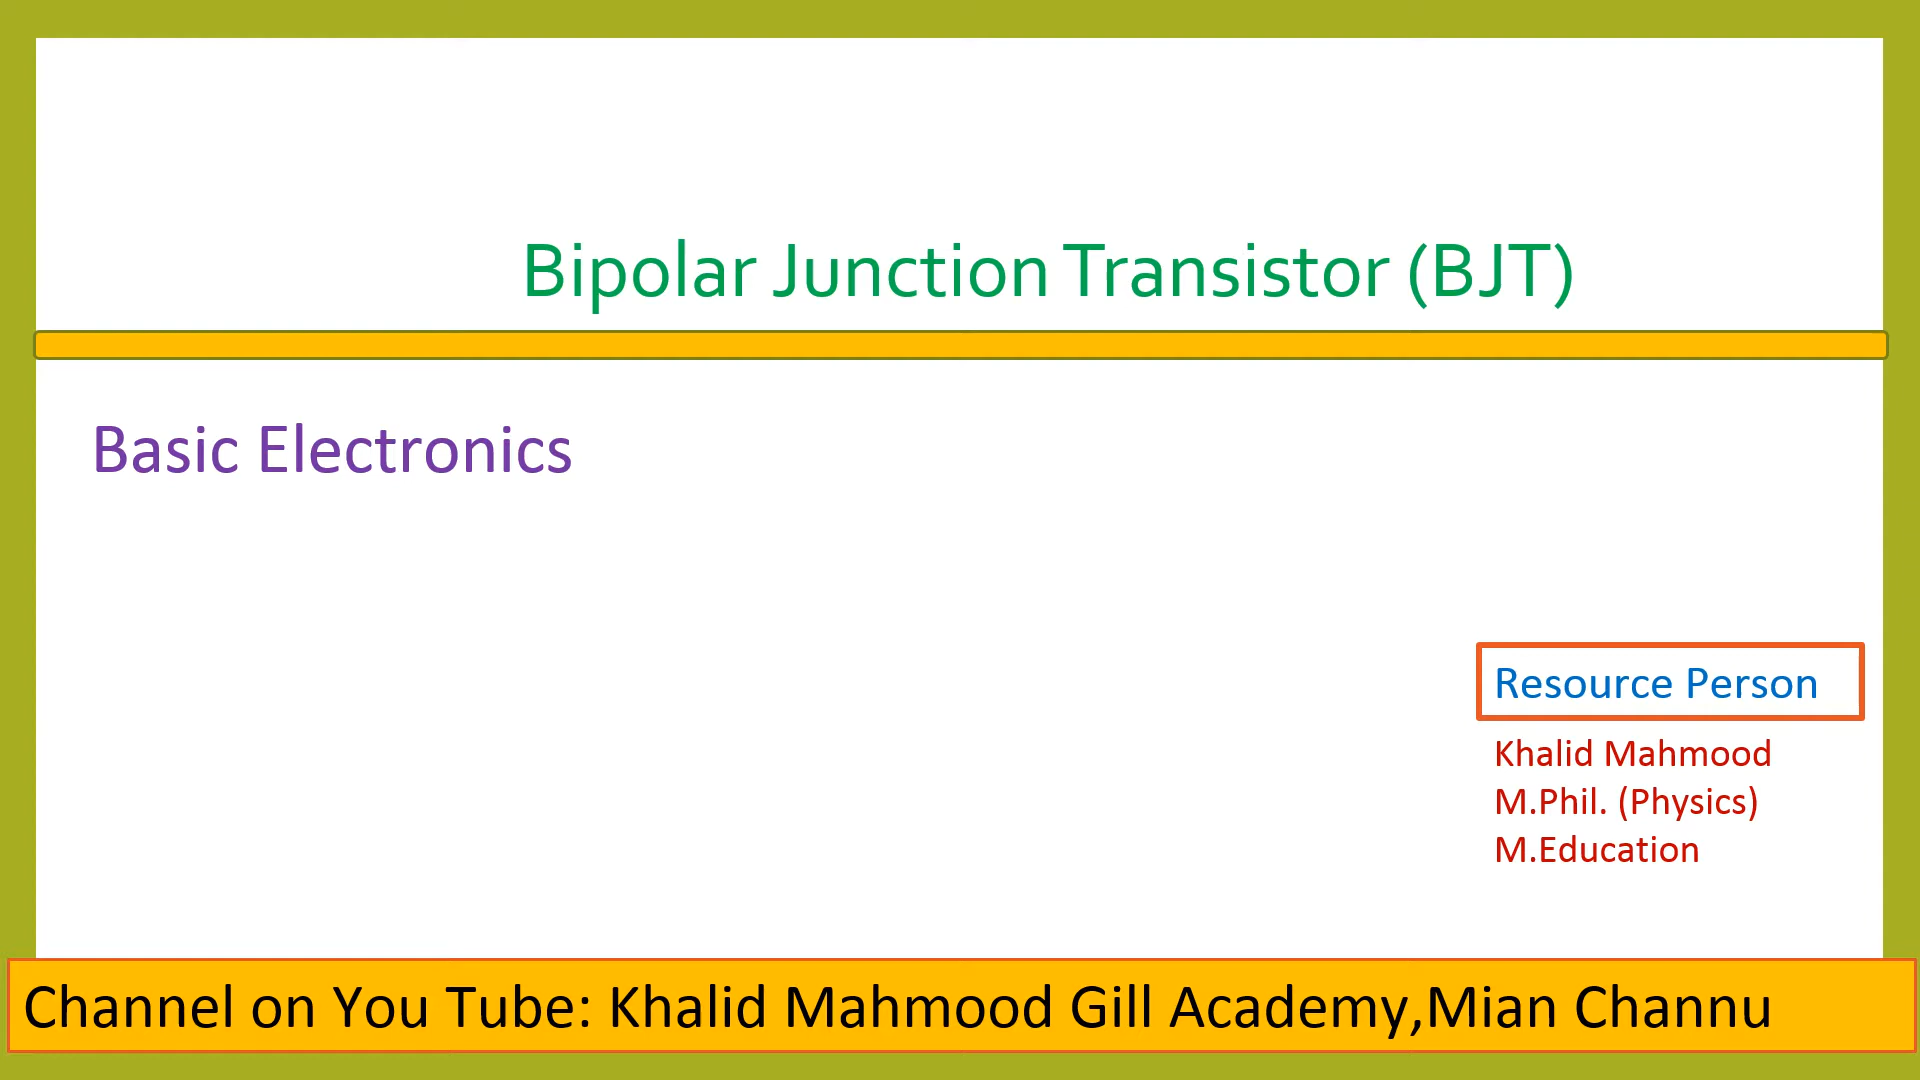 Bipolar Junction Transistor (BJT)
Basic Electronics
Resource Person
Khalid Mahmood
M.Phil. (Physics)
M.Education
Channel on You Tube: Khalid Mahmood Gill Academy,Mian Channu